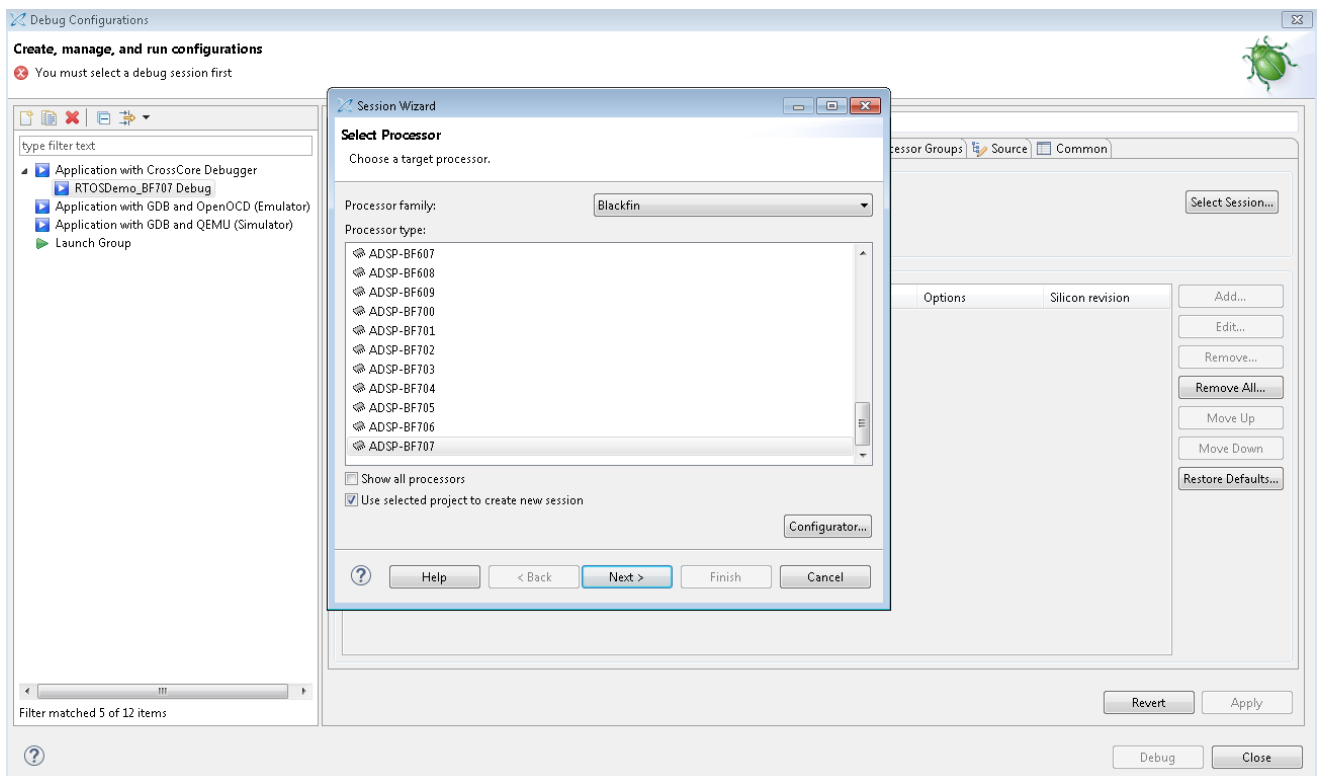 Debug Configurations
Create, manage, and run configurations
You must select a debug session first
type filter text
Application with CrossCore Debugger
RTOSDemo_BF707 Debug
Application with GDB and OpenOCD (Emulator)
Application with GDB and QEMU (Simulator)
Launch Group
Filter matched 5 of 12 items
Session Wizard
Select Processor
Choose a target processor.
Processor family: Blackfin
Processor type:
ADSP-BF607
ADSP-BF608
ADSP-BF609
ADSP-BF700
ADSP-BF701
ADSP-BF702
ADSP-BF703
ADSP-BF704
ADSP-BF705
ADSP-BF706
ADSP-BF707
Show all processors
Use selected project to create new session
Configurator...
Help < Back Next > Finish Cancel
Groups Source Common
Select Session...
Options Silicon revision
Add...
Edit...
Remove...
Remove All...
Move Up
Move Down
Restore Defaults...
Revert Apply
Debug Close